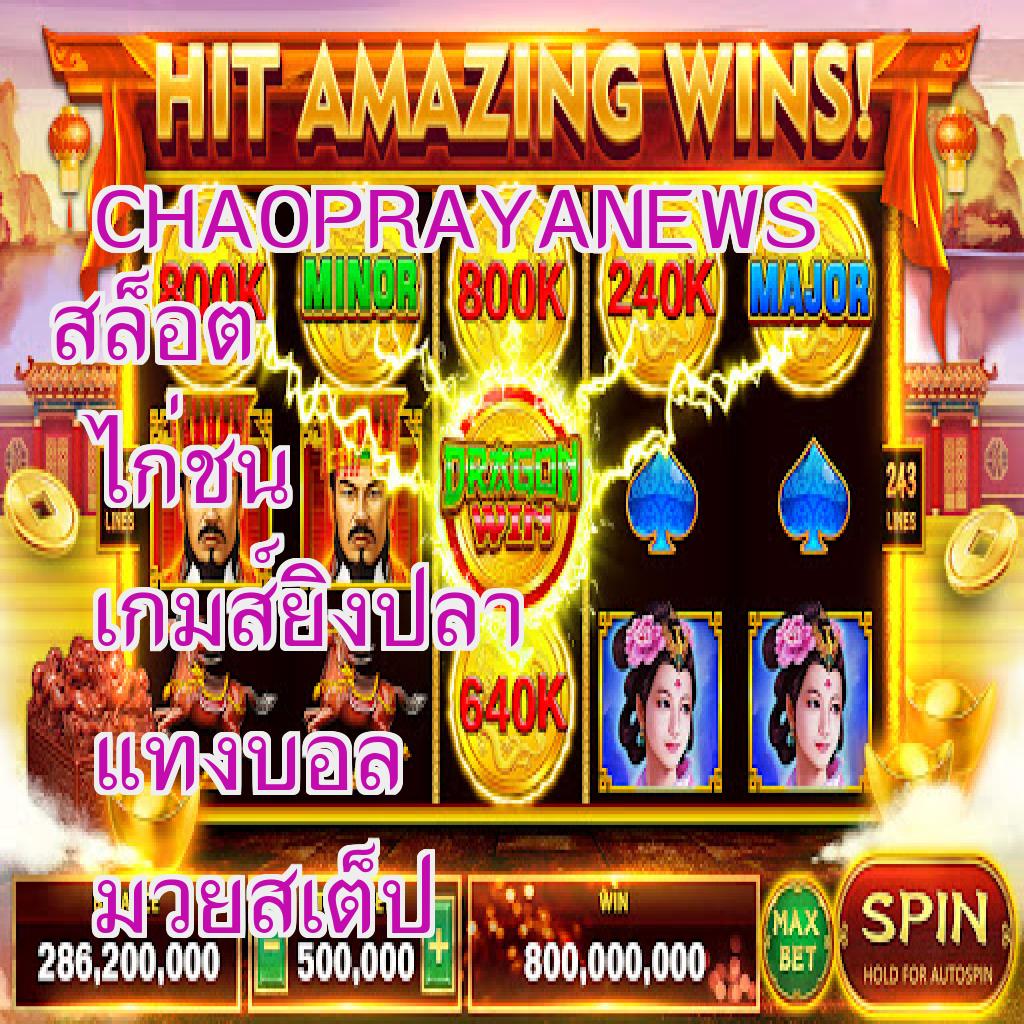 HIT AMAZING WINS!
CHAOPRAYANEWS
800K MINOR 800K 240K MAJOR
สล็อต
ไก่ชน
DRAGON
WIN
243
LINES
LINES
เกมส์ยิงปลา
640K
แทงบอล
มวยสเต็ป
WIN
286,200,000
- 500,000 +
800,000,000
MAX
BET
SPIN
HOLD FOR AUTOSPIN